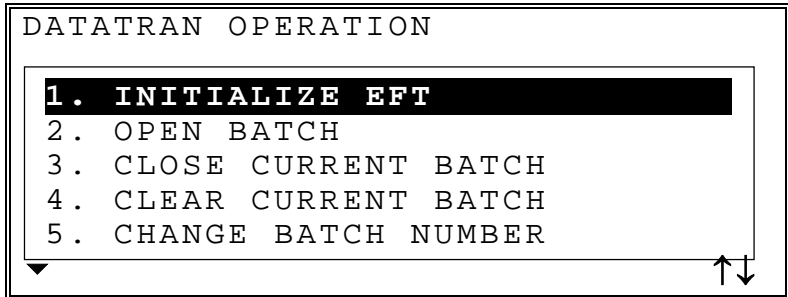 DATATRAN OPERATION
1. INITIALIZE EFT
2. OPEN BATCH
3. CLOSE CURRENT BATCH
4. CLEAR CURRENT BATCH
5. CHANGE BATCH NUMBER